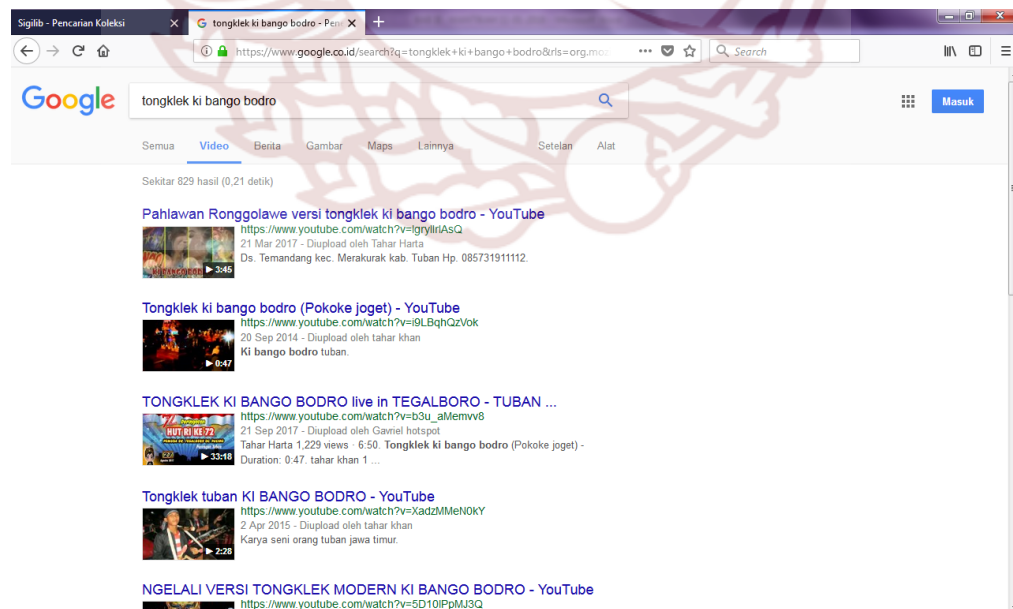 Sigilib - Pencarian Koleksi
tongklek ki bango bodro - Pen
https://www.google.co.id/search?q=tongklek+ki+bango+bodro&rls=org.moz
Search
Google
tongklek ki bango bodro
Masuk
Semua Video Berita Gambar Maps Lainnya Setelan Alat
Sekitar 829 hasil (0,21 detik)
Pahlawan Ronggolawe versi tongklek ki bango bodro - YouTube
https://www.youtube.com/watch?v=IgryIirlAsQ
21 Mar 2017 - Diupload oleh Tahar Harta
Ds. Temandang kec. Merakurak kab. Tuban Hp. 085731911112.
3:45
Tongklek ki bango bodro (Pokoke joget) - YouTube
https://www.youtube.com/watch?v=i9LBqhQzVok
20 Sep 2014 - Diupload oleh tahar khan
Ki bango bodro tuban.
0:47
TONGKLEK KI BANGO BODRO live in TEGALBORO - TUBAN ...
https://www.youtube.com/watch?v=b3u_aMemvv8
21 Sep 2017 - Diupload oleh Gavriel hotspot
Tahar Harta 1,229 views · 6:50. Tongklek ki bango bodro (Pokoke joget) -
Duration: 0:47. tahar khan 1 ...
HUT RI KE 72
33:18
Tongklek tuban KI BANGO BODRO - YouTube
https://www.youtube.com/watch?v=XadzMMeN0kY
2 Apr 2015 - Diupload oleh tahar khan
Karya seni orang tuban jawa timur.
2:28
NGELALI VERSI TONGKLEK MODERN KI BANGO BODRO - YouTube
https://www.youtube.com/watch?v=5D10IPpMJ3Q